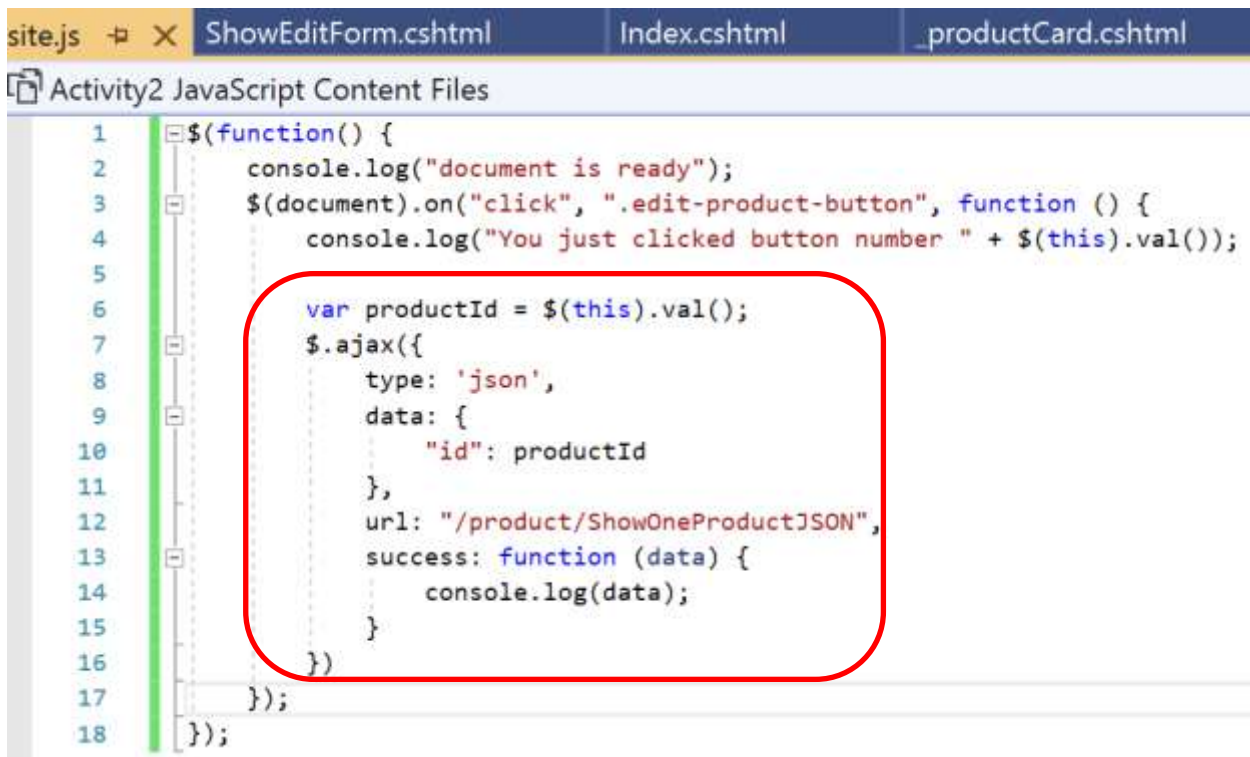 site.js ShowEditForm.cshtml Index.cshtml _productCard.cshtml
Activity2 JavaScript Content Files
1 $(function() {
2 console.log("document is ready");
3 $(document).on("click", ".edit-product-button", function () {
4 console.log("You just clicked button number " + $(this).val());
5
6 var productId = $(this).val();
7 $.ajax({
8 type: 'json',
9 data: {
10 "id": productId
11 },
12 url: "/product/ShowOneProductJSON",
13 success: function (data) {
14 console.log(data);
15 }
16 })
17 });
18 });